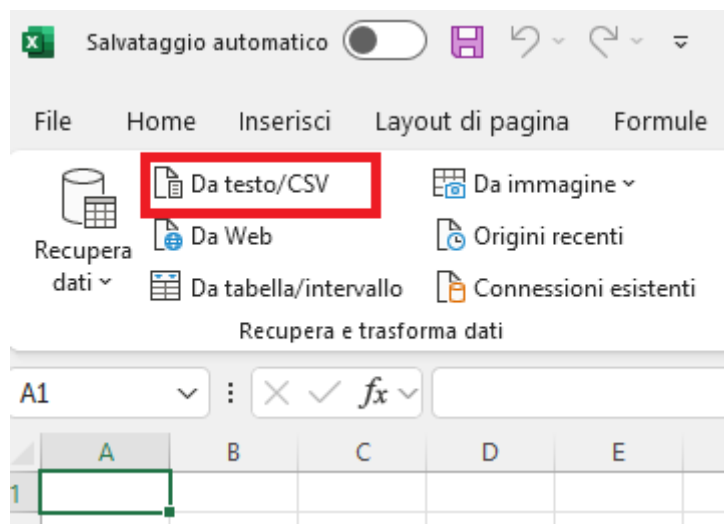 Salvataggio automatico
File Home Inserisci Layout di pagina Formule
Recupera dati
Da testo/CSV
Da Web
Da tabella/intervallo
Da immagine
Origini recenti
Connessioni esistenti
Recupera e trasforma dati
A1 fx
A B C D E
1